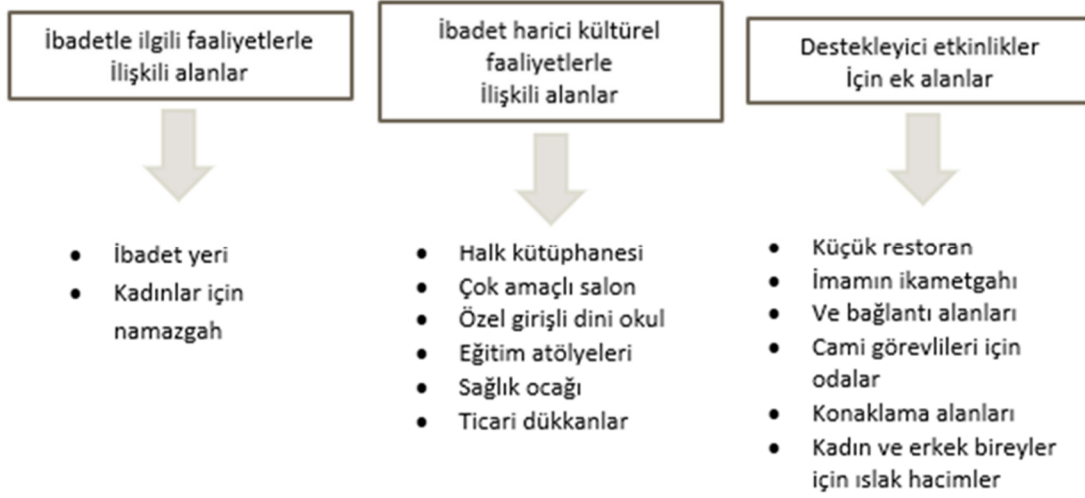 İbadetle ilgili faaliyetlerle
İlişkili alanlar
İbadet harici kültürel
faaliyetlerle
İlişkili alanlar
Destekleyici etkinlikler
İçin ek alanlar
• İbadet yeri
• Kadınlar için
namazgah
• Halk kütüphanesi
• Çok amaçlı salon
• Özel girişli dini okul
• Eğitim atölyeleri
• Sağlık ocağı
• Ticari dükkanlar
• Küçük restoran
• İmamın ikametgahı
• Ve bağlantı alanları
• Cami görevlileri için
odalar
• Konaklama alanları
• Kadın ve erkek bireyler
için ıslak hacimler